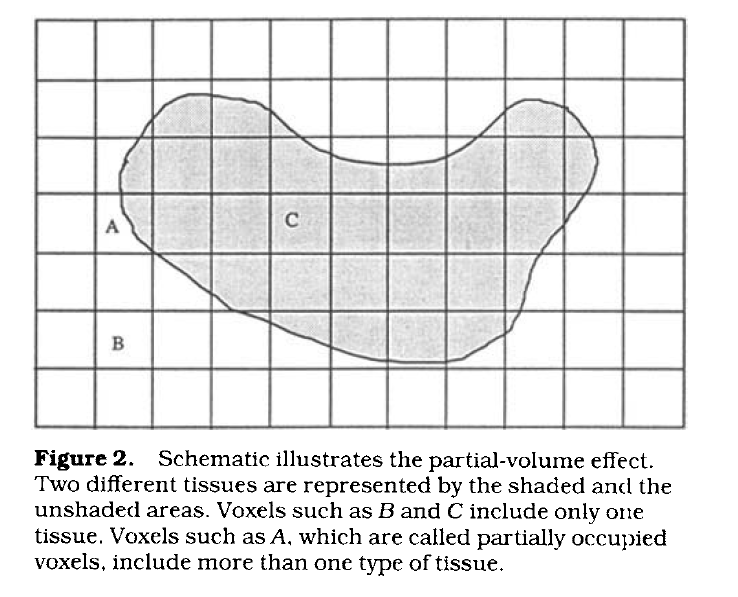 A
C
B
Figure 2. Schematic illustrates the partial-volume effect.
Two different tissues are represented by the shaded and the
unshaded areas. Voxels such as B and C include only one
tissue. Voxels such as A, which are called partially occupied
voxels, include more than one type of tissue.